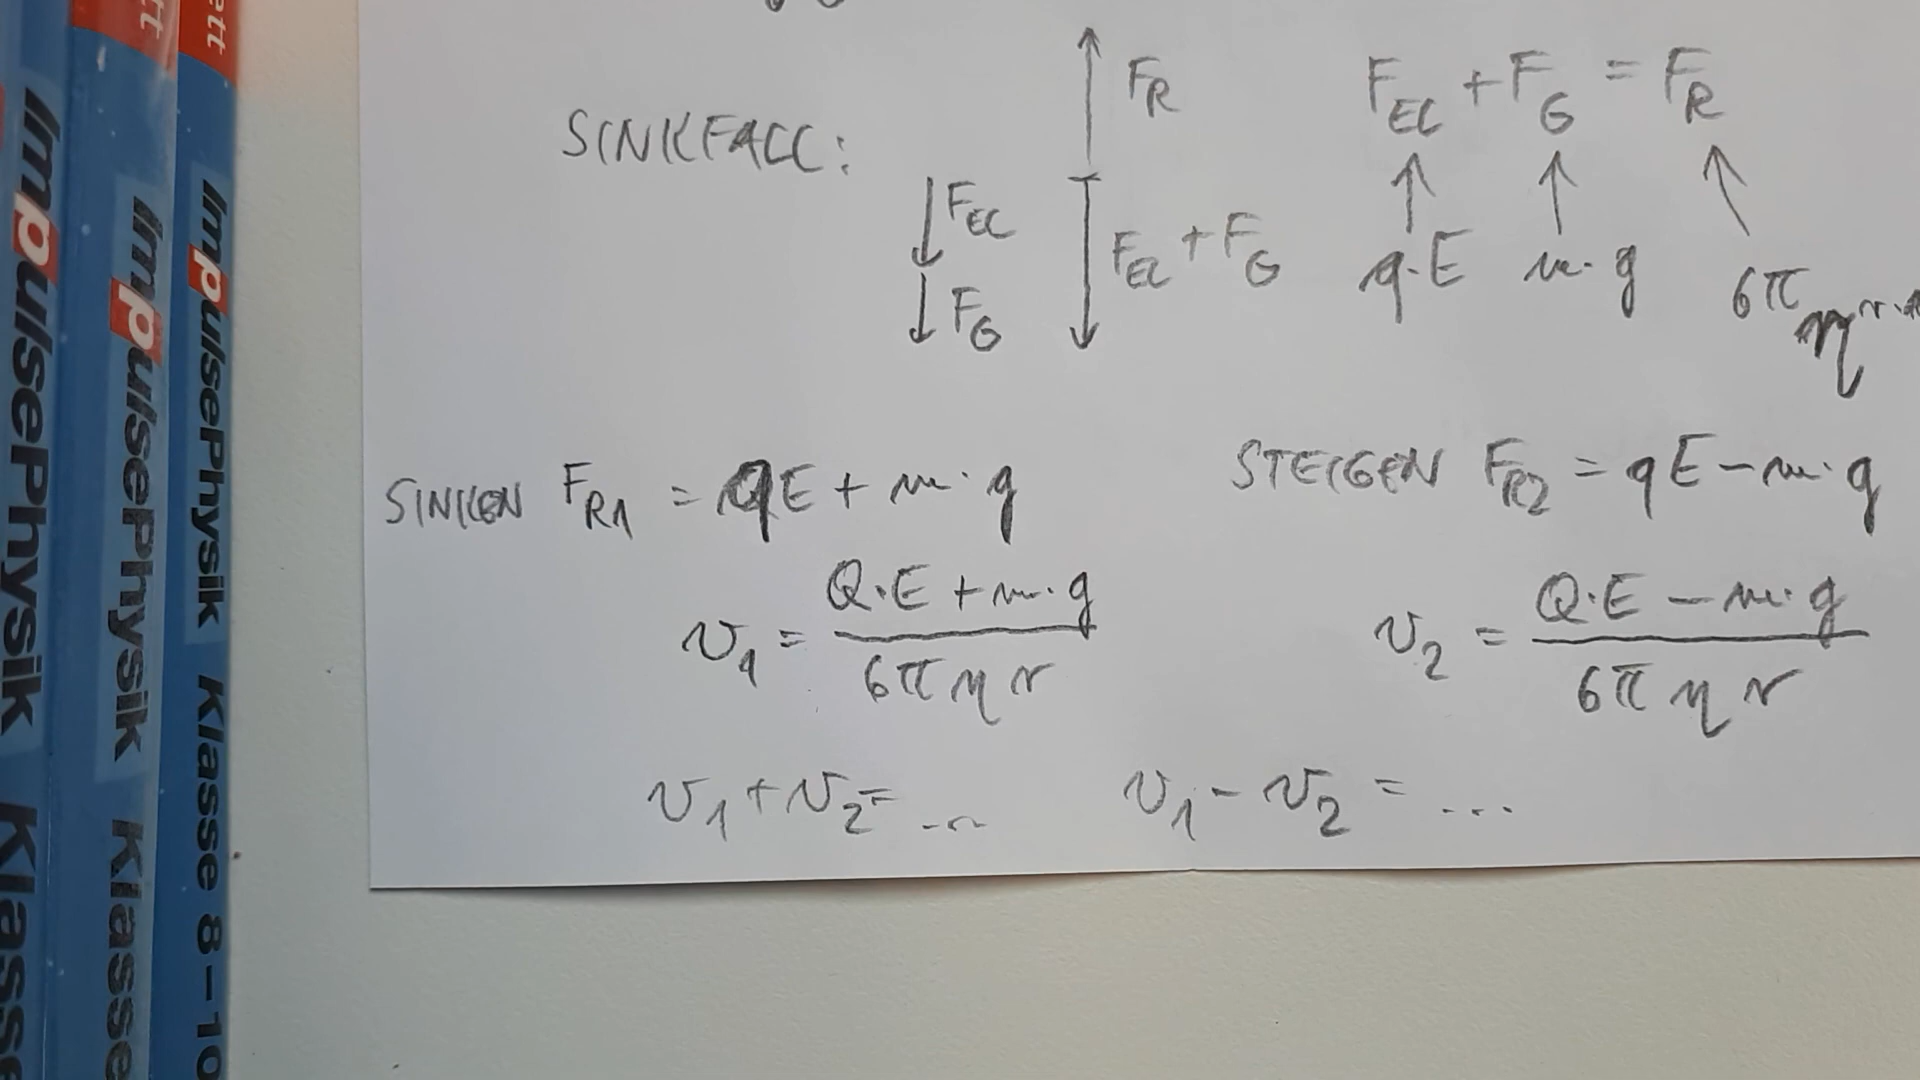 ImpulsePhysik Klasse
ImpulsePhysik Klasse
ImpulsePhysik Klasse 8-10
SINKFALL:
F_R
F_EL
F_G
F_EL + F_G
F_EL + F_G = F_R
q·E m·g 6π η r·
SINKEN F_R1 = qE + m·g
v_1 = (Q·E + m·g) / (6π η r)
STEIGEN F_R2 = qE − m·g
v_2 = (Q·E − m·g) / (6π η r)
v_1 + v_2 = ... v_1 − v_2 = ...